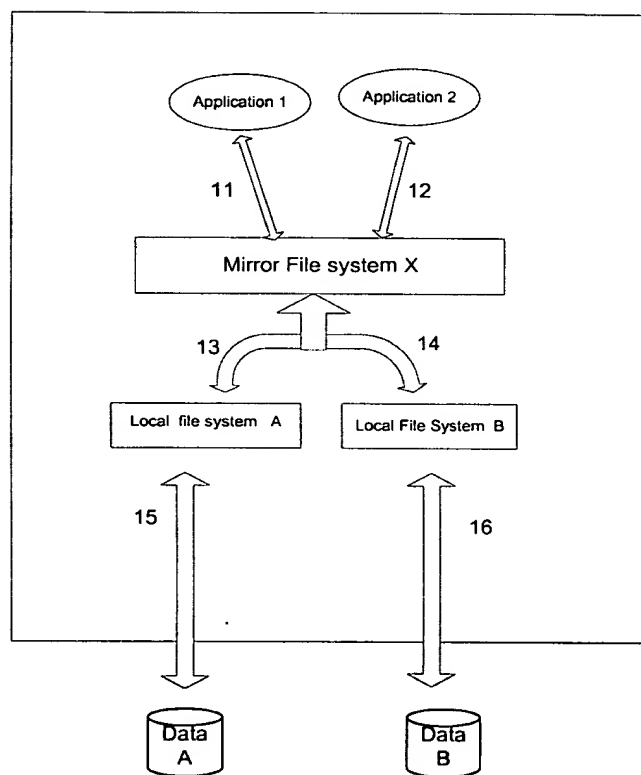 Application 1
Application 2
11
12
Mirror File system X
13
14
Local file system A
Local File System B
15
16
Data
A
Data
B